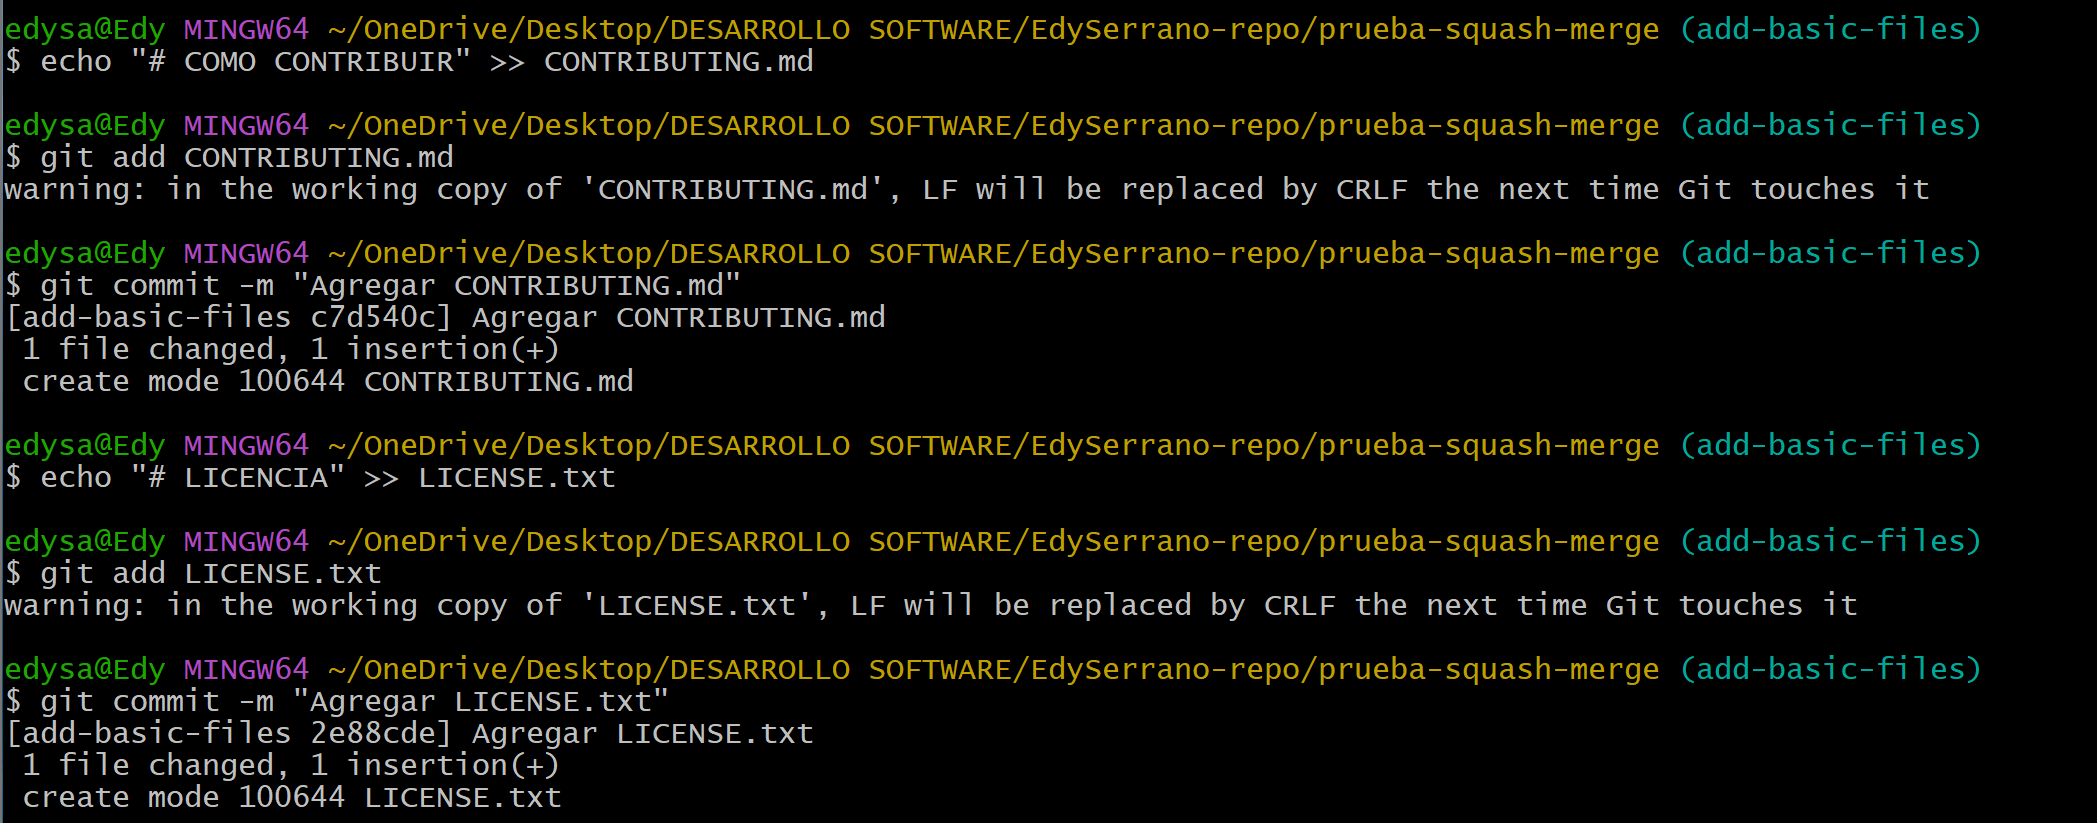 edysa@Edy MINGW64 ~/OneDrive/Desktop/DESARROLLO SOFTWARE/EdySerrano-repo/prueba-squash-merge (add-basic-files)
$ echo "# COMO CONTRIBUIR" >> CONTRIBUTING.md
edysa@Edy MINGW64 ~/OneDrive/Desktop/DESARROLLO SOFTWARE/EdySerrano-repo/prueba-squash-merge (add-basic-files)
$ git add CONTRIBUTING.md
warning: in the working copy of 'CONTRIBUTING.md', LF will be replaced by CRLF the next time Git touches it
edysa@Edy MINGW64 ~/OneDrive/Desktop/DESARROLLO SOFTWARE/EdySerrano-repo/prueba-squash-merge (add-basic-files)
$ git commit -m "Agregar CONTRIBUTING.md"
[add-basic-files c7d540c] Agregar CONTRIBUTING.md
 1 file changed, 1 insertion(+)
 create mode 100644 CONTRIBUTING.md
edysa@Edy MINGW64 ~/OneDrive/Desktop/DESARROLLO SOFTWARE/EdySerrano-repo/prueba-squash-merge (add-basic-files)
$ echo "# LICENCIA" >> LICENSE.txt
edysa@Edy MINGW64 ~/OneDrive/Desktop/DESARROLLO SOFTWARE/EdySerrano-repo/prueba-squash-merge (add-basic-files)
$ git add LICENSE.txt
warning: in the working copy of 'LICENSE.txt', LF will be replaced by CRLF the next time Git touches it
edysa@Edy MINGW64 ~/OneDrive/Desktop/DESARROLLO SOFTWARE/EdySerrano-repo/prueba-squash-merge (add-basic-files)
$ git commit -m "Agregar LICENSE.txt"
[add-basic-files 2e88cde] Agregar LICENSE.txt
 1 file changed, 1 insertion(+)
 create mode 100644 LICENSE.txt